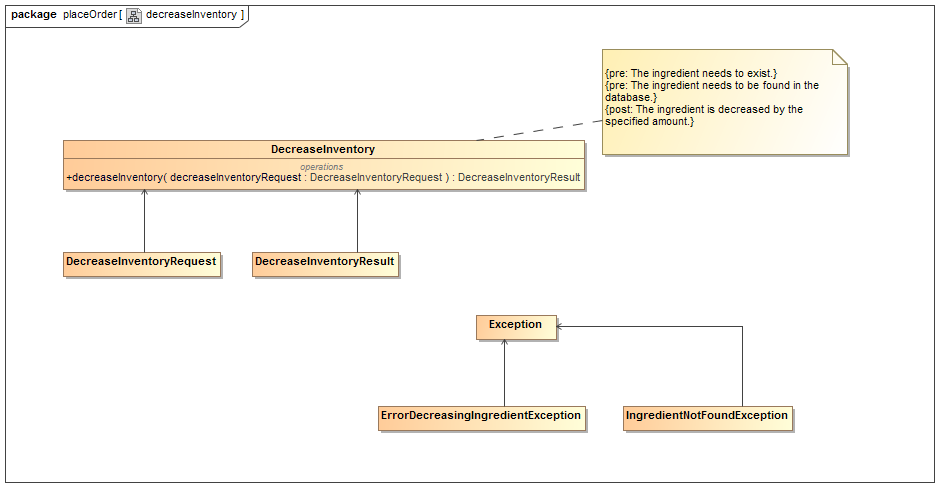 package placeOrder [ decreaseInventory ]
{pre: The ingredient needs to exist.}
{pre: The ingredient needs to be found in the
database.}
{post: The ingredient is decreased by the
specified amount.}
DecreaseInventory
operations
+decreaseInventory( decreaseInventoryRequest : DecreaseInventoryRequest ) : DecreaseInventoryResult
DecreaseInventoryRequest
DecreaseInventoryResult
Exception
ErrorDecreasingIngredientException
IngredientNotFoundException